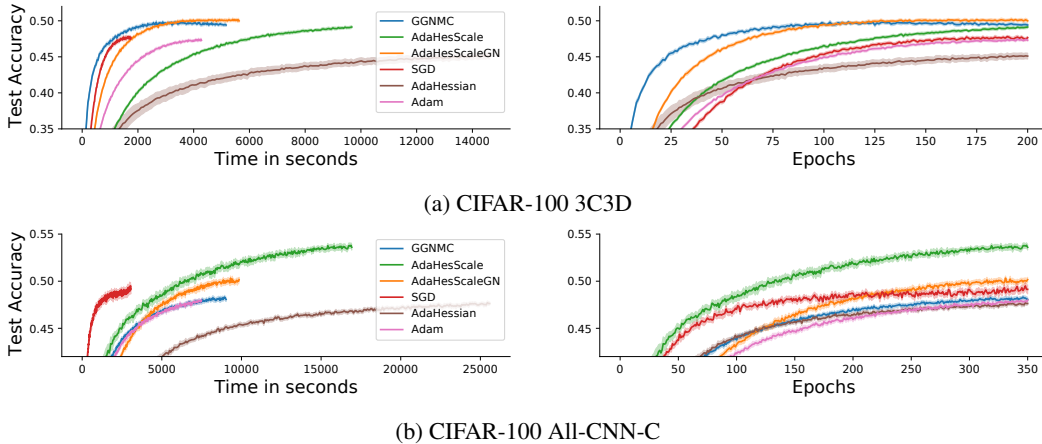 Test Accuracy
0.50
0.45
0.40
0.35
GGNMC
AdaHesScale
AdaHesScaleGN
SGD
AdaHessian
Adam
0 2000 4000 6000 8000 10000 12000 14000
Time in seconds
0.50
0.45
0.40
0.35
0 25 50 75 100 125 150 175 200
Epochs
(a) CIFAR-100 3C3D
Test Accuracy
0.55
0.50
0.45
GGNMC
AdaHesScale
AdaHesScaleGN
SGD
AdaHessian
Adam
0 5000 10000 15000 20000 25000
Time in seconds
0.55
0.50
0.45
0 50 100 150 200 250 300 350
Epochs
(b) CIFAR-100 All-CNN-C